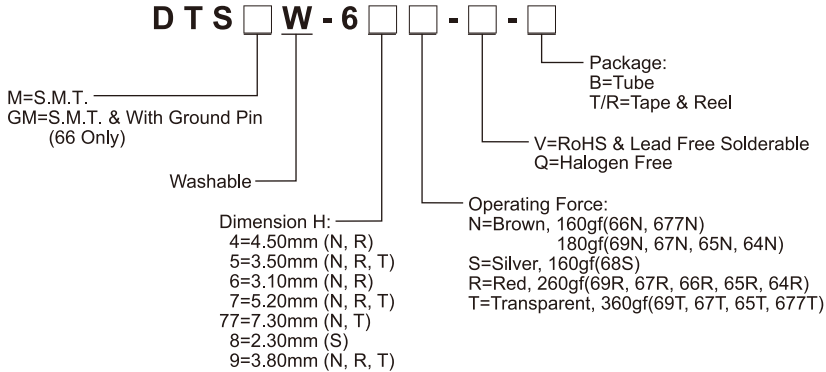 DTS□W-6□□-□-□
M=S.M.T.
GM=S.M.T. & With Ground Pin
(66 Only)
Washable
Dimension H:
4=4.50mm (N, R)
5=3.50mm (N, R, T)
6=3.10mm (N, R)
7=5.20mm (N, R, T)
77=7.30mm (N, T)
8=2.30mm (S)
9=3.80mm (N, R, T)
Package:
B=Tube
T/R=Tape & Reel
V=RoHS & Lead Free Solderable
Q=Halogen Free
Operating Force:
N=Brown, 160gf(66N, 677N)
180gf(69N, 67N, 65N, 64N)
S=Silver, 160gf(68S)
R=Red, 260gf(69R, 67R, 66R, 65R, 64R)
T=Transparent, 360gf(69T, 67T, 65T, 677T)